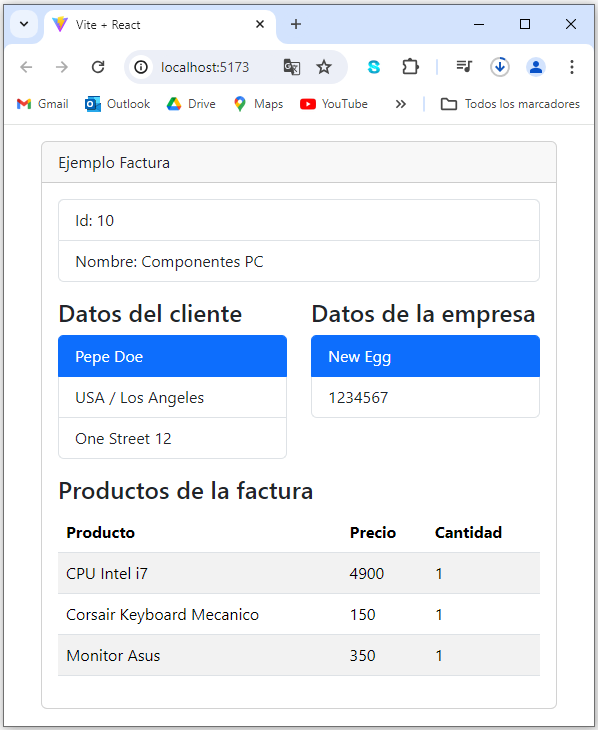 Vite + React
localhost:5173
Gmail Outlook Drive Maps YouTube Todos los marcadores
Ejemplo Factura
Id: 10
Nombre: Componentes PC
Datos del cliente
Pepe Doe
USA / Los Angeles
One Street 12
Datos de la empresa
New Egg
1234567
Productos de la factura
Producto Precio Cantidad
CPU Intel i7 4900 1
Corsair Keyboard Mecanico 150 1
Monitor Asus 350 1